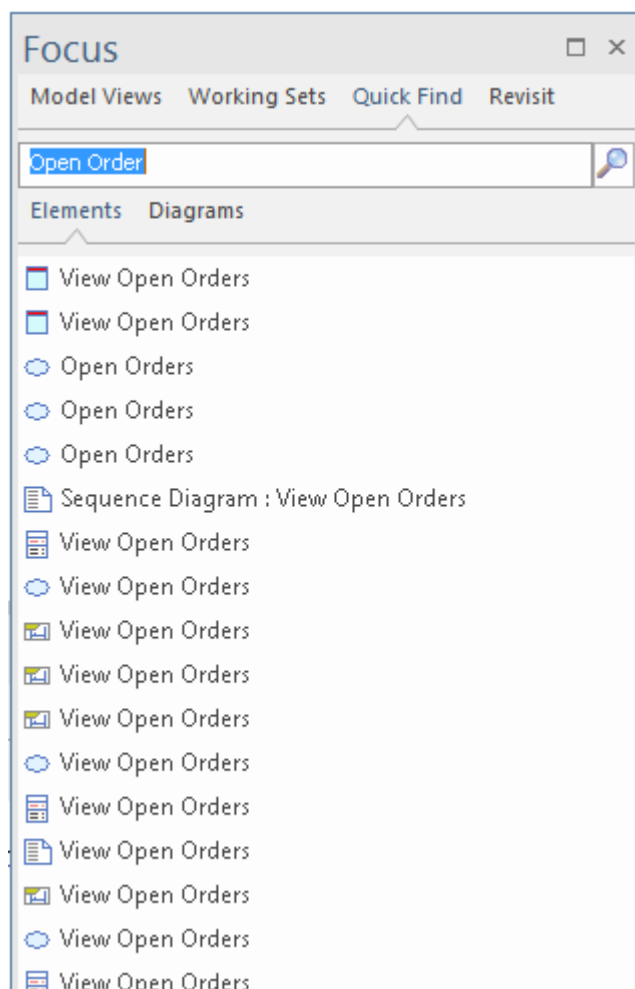 Focus
Model Views Working Sets Quick Find Revisit
Open Order
Elements Diagrams
View Open Orders
View Open Orders
Open Orders
Open Orders
Open Orders
Sequence Diagram : View Open Orders
View Open Orders
View Open Orders
View Open Orders
View Open Orders
View Open Orders
View Open Orders
View Open Orders
View Open Orders
View Open Orders
View Open Orders
View Open Orders